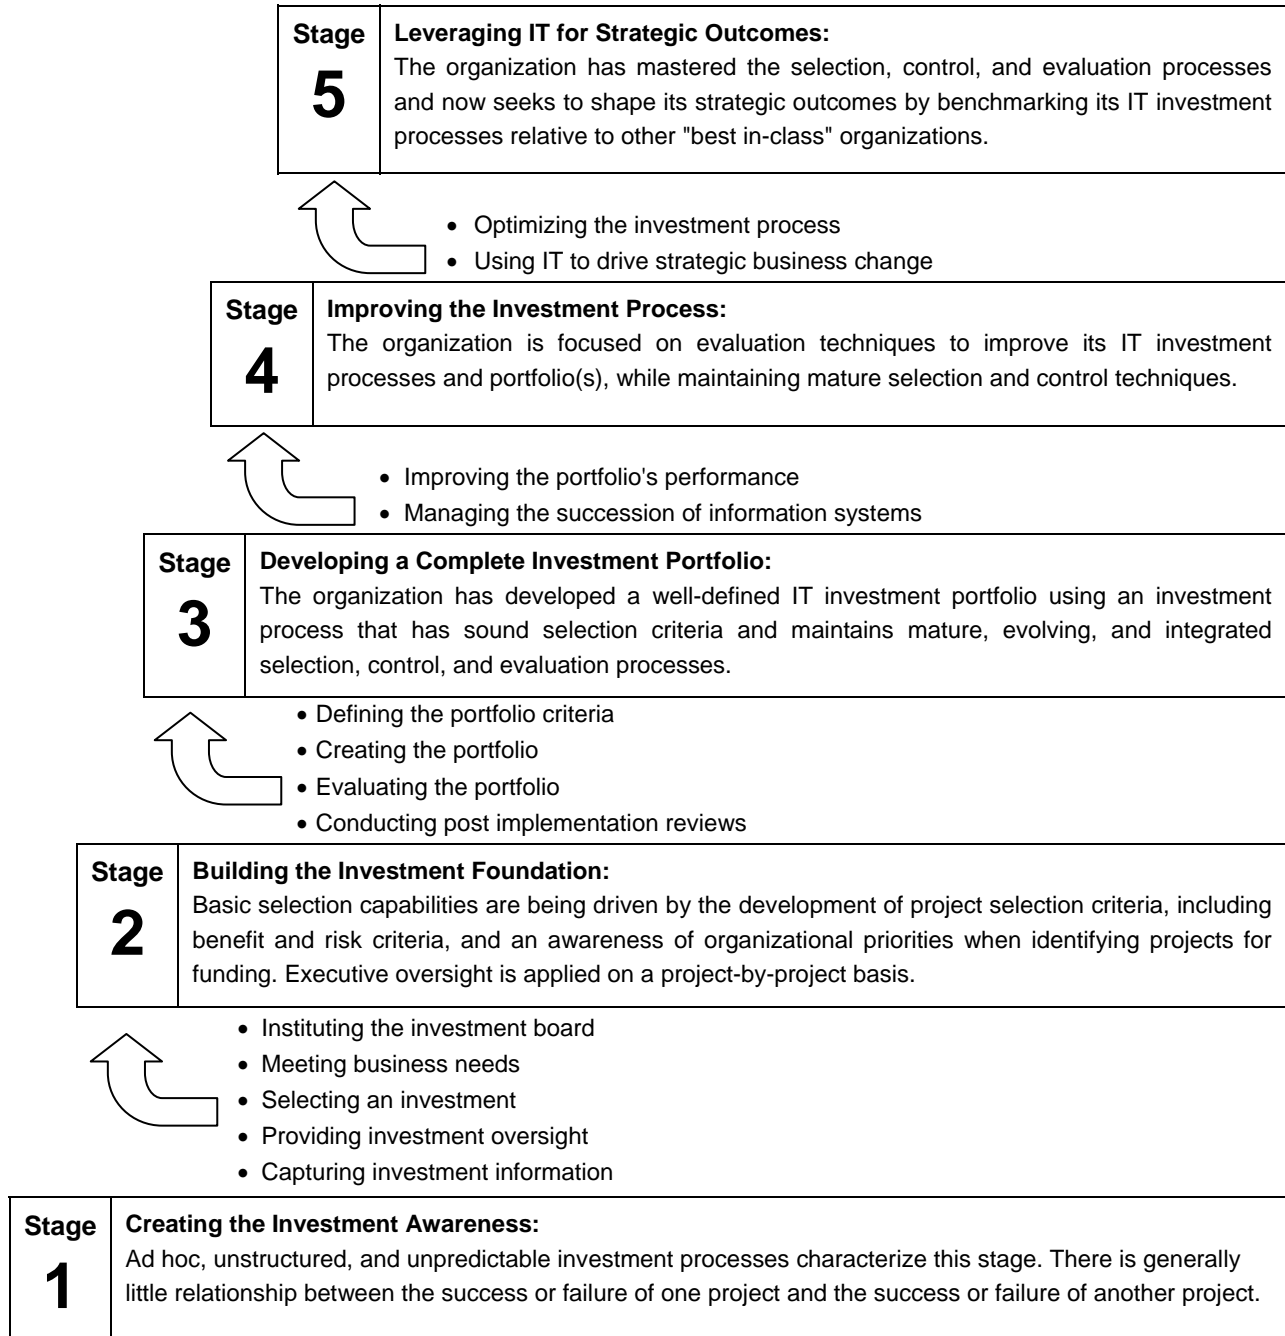 Stage
5
Leveraging IT for Strategic Outcomes:
The organization has mastered the selection, control, and evaluation processes
and now seeks to shape its strategic outcomes by benchmarking its IT investment
processes relative to other "best in-class" organizations.
• Optimizing the investment process
• Using IT to drive strategic business change
Stage
4
Improving the Investment Process:
The organization is focused on evaluation techniques to improve its IT investment
processes and portfolio(s), while maintaining mature selection and control techniques.
• Improving the portfolio's performance
• Managing the succession of information systems
Stage
3
Developing a Complete Investment Portfolio:
The organization has developed a well-defined IT investment portfolio using an investment
process that has sound selection criteria and maintains mature, evolving, and integrated
selection, control, and evaluation processes.
• Defining the portfolio criteria
• Creating the portfolio
• Evaluating the portfolio
• Conducting post implementation reviews
Stage
2
Building the Investment Foundation:
Basic selection capabilities are being driven by the development of project selection criteria, including
benefit and risk criteria, and an awareness of organizational priorities when identifying projects for
funding. Executive oversight is applied on a project-by-project basis.
• Instituting the investment board
• Meeting business needs
• Selecting an investment
• Providing investment oversight
• Capturing investment information
Stage
1
Creating the Investment Awareness:
Ad hoc, unstructured, and unpredictable investment processes characterize this stage. There is generally
little relationship between the success or failure of one project and the success or failure of another project.